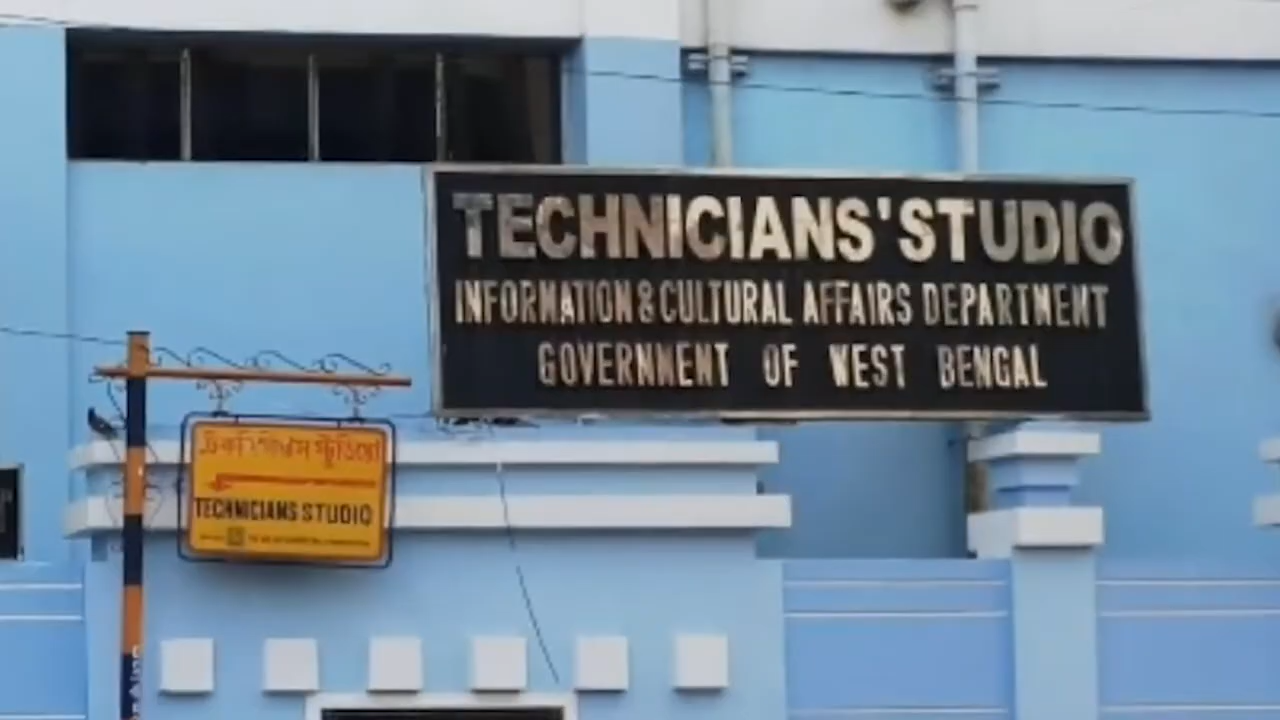 TECHNICIANS' STUDIO
INFORMATION & CULTURAL AFFAIRS DEPARTMENT
GOVERNMENT OF WEST BENGAL
স্টুডিয়ো
TECHNICIANS STUDIO